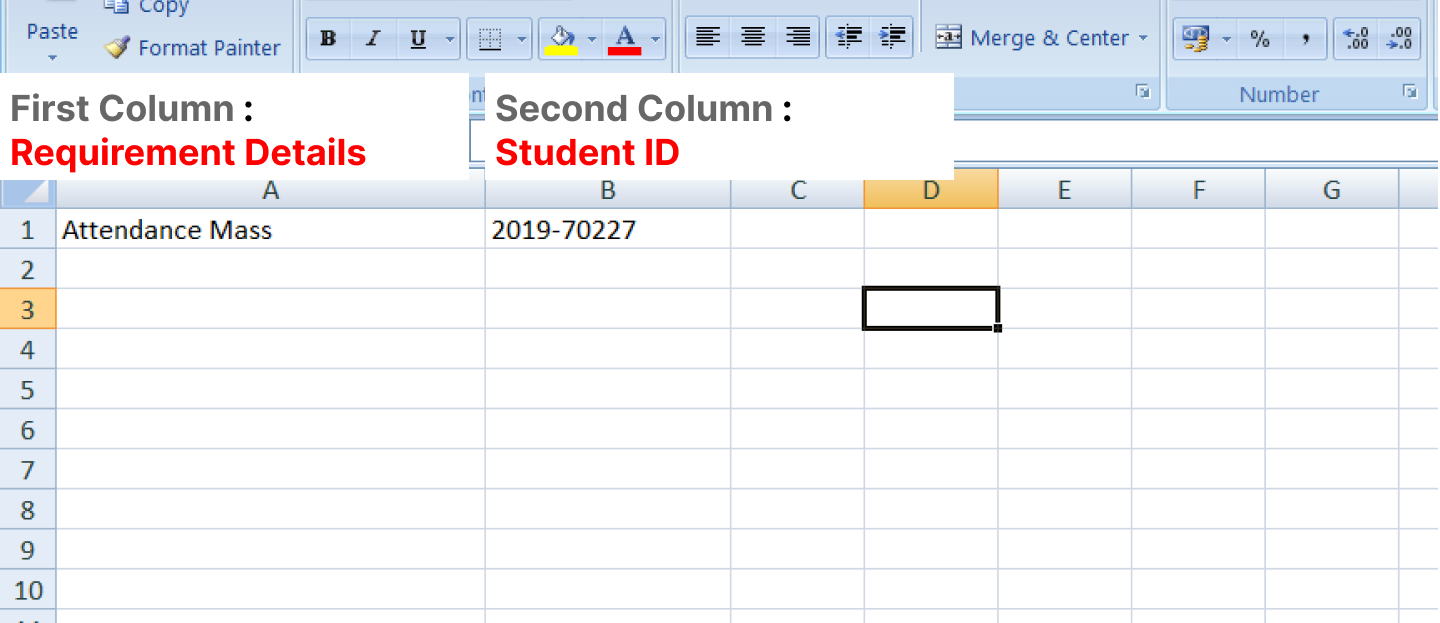 Copy
Paste
Format Painter
B I U A
Merge & Center
% , .0 .00 .00 .0
Number
First Column :
Requirement Details
Second Column :
Student ID
A B C D E F G
1 Attendance Mass 2019-70227
2
3
4
5
6
7
8
9
10